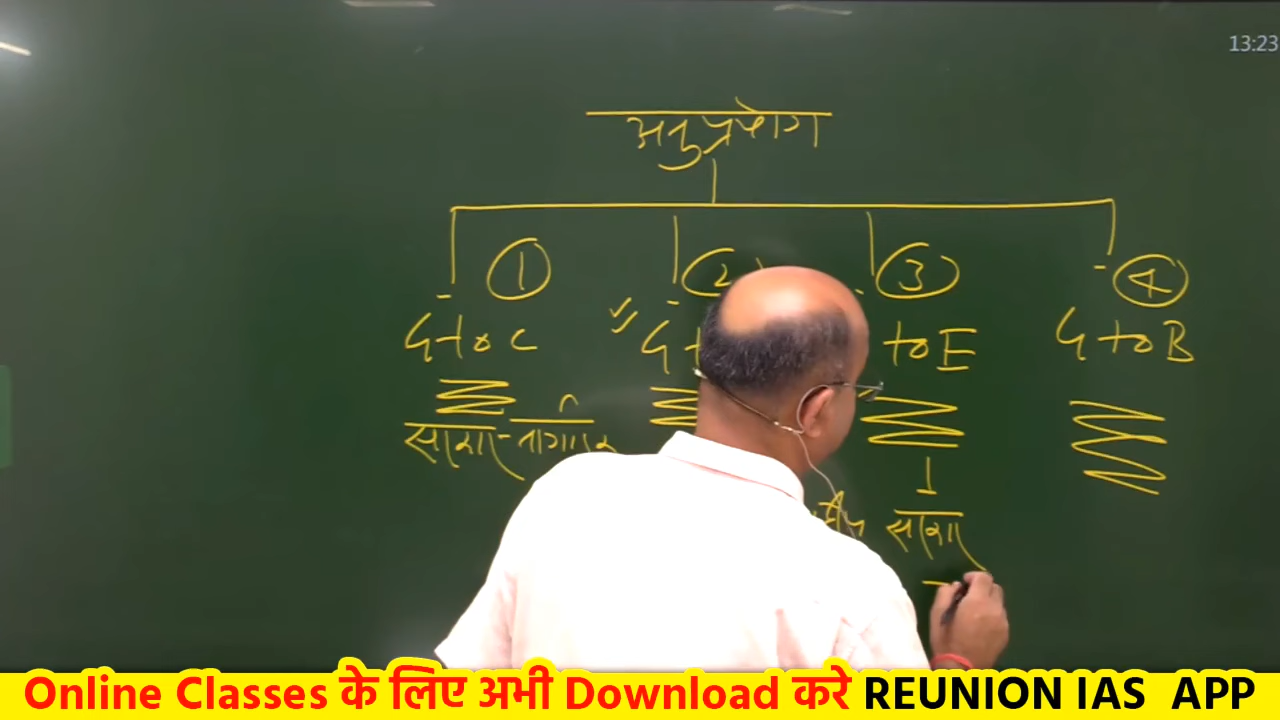 13:23
अनुप्रयोग
① ② ③ ④
G to C G to E G to B
शासन
Online Classes के लिए अभी Download करे REUNION IAS APP